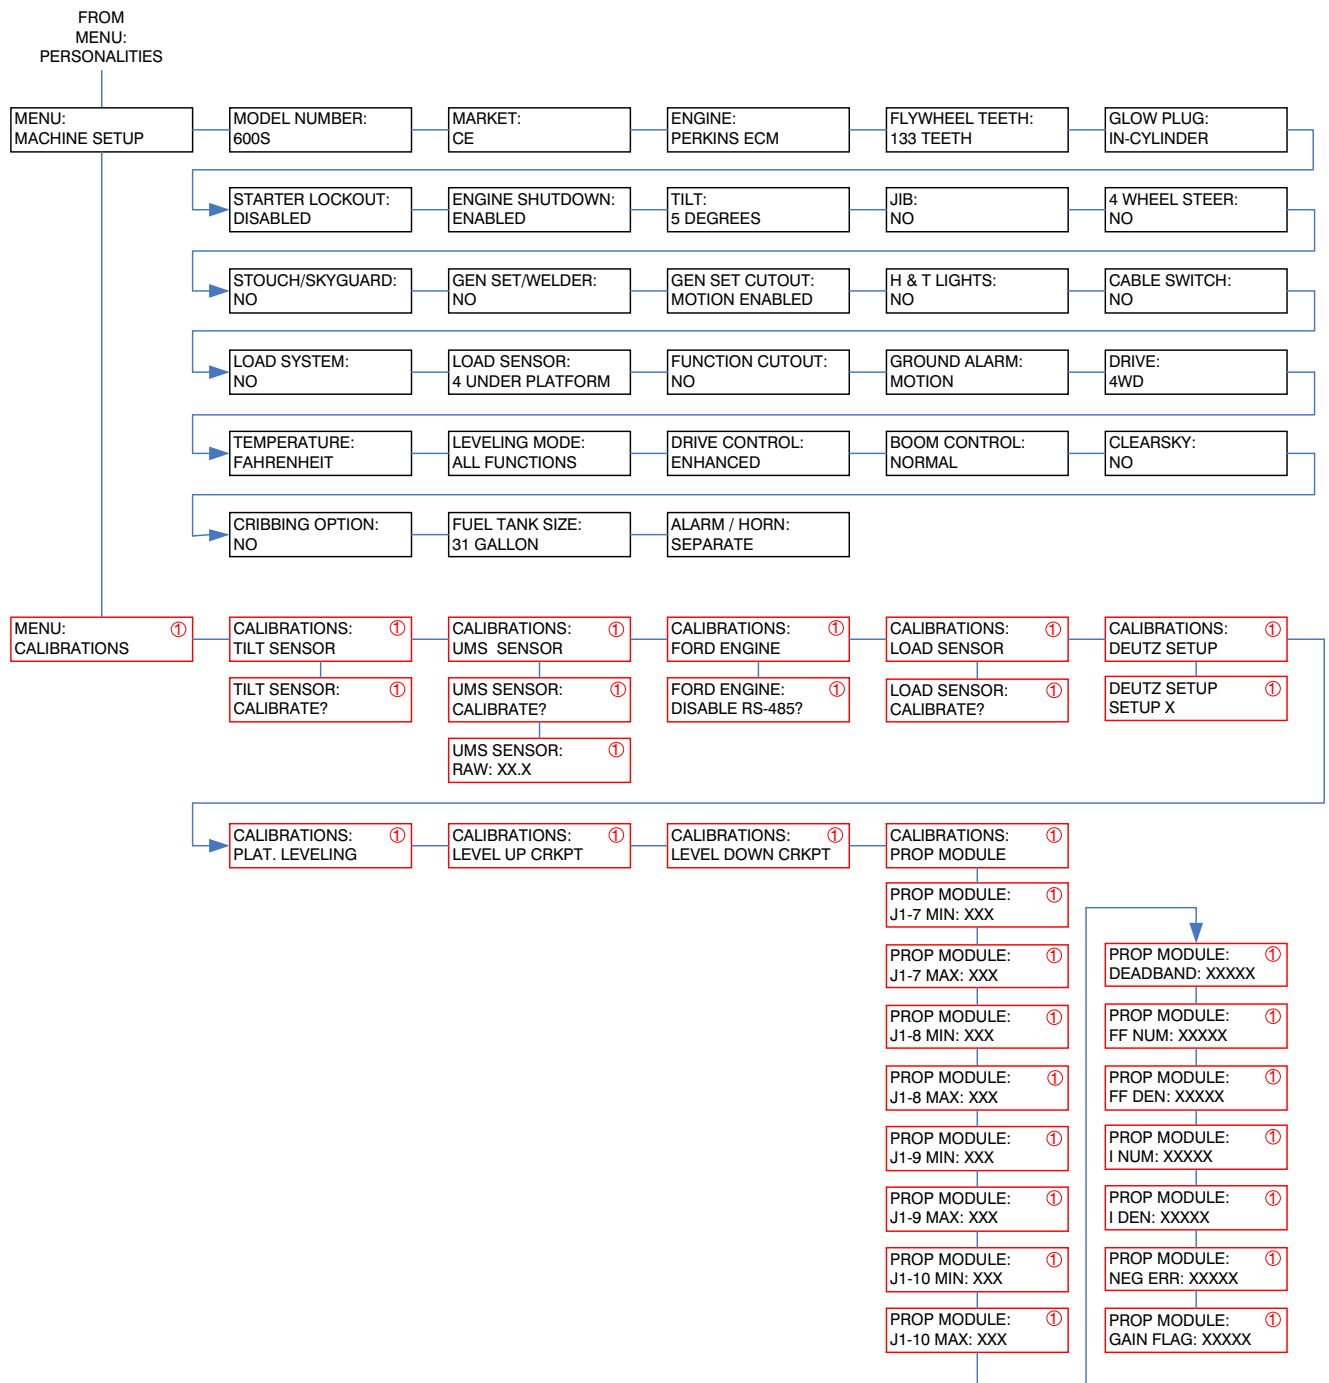 FROM
MENU:
PERSONALITIES
MENU:
MACHINE SETUP
MODEL NUMBER:
600S
MARKET:
CE
ENGINE:
PERKINS ECM
FLYWHEEL TEETH:
133 TEETH
GLOW PLUG:
IN-CYLINDER
STARTER LOCKOUT:
DISABLED
ENGINE SHUTDOWN:
ENABLED
TILT:
5 DEGREES
JIB:
NO
4 WHEEL STEER:
NO
STOUCH/SKYGUARD:
NO
GEN SET/WELDER:
NO
GEN SET CUTOUT:
MOTION ENABLED
H & T LIGHTS:
NO
CABLE SWITCH:
NO
LOAD SYSTEM:
NO
LOAD SENSOR:
4 UNDER PLATFORM
FUNCTION CUTOUT:
NO
GROUND ALARM:
MOTION
DRIVE:
4WD
TEMPERATURE:
FAHRENHEIT
LEVELING MODE:
ALL FUNCTIONS
DRIVE CONTROL:
ENHANCED
BOOM CONTROL:
NORMAL
CLEARSKY:
NO
CRIBBING OPTION:
NO
FUEL TANK SIZE:
31 GALLON
ALARM / HORN:
SEPARATE
MENU: ①
CALIBRATIONS
CALIBRATIONS: ①
TILT SENSOR
CALIBRATIONS: ①
UMS SENSOR
CALIBRATIONS: ①
FORD ENGINE
CALIBRATIONS: ①
LOAD SENSOR
CALIBRATIONS: ①
DEUTZ SETUP
TILT SENSOR: ①
CALIBRATE?
UMS SENSOR: ①
CALIBRATE?
FORD ENGINE: ①
DISABLE RS-485?
LOAD SENSOR: ①
CALIBRATE?
DEUTZ SETUP ①
SETUP X
UMS SENSOR: ①
RAW: XX.X
CALIBRATIONS: ①
PLAT. LEVELING
CALIBRATIONS: ①
LEVEL UP CRKPT
CALIBRATIONS: ①
LEVEL DOWN CRKPT
CALIBRATIONS: ①
PROP MODULE
PROP MODULE: ①
J1-7 MIN: XXX
PROP MODULE: ①
J1-7 MAX: XXX
PROP MODULE: ①
J1-8 MIN: XXX
PROP MODULE: ①
J1-8 MAX: XXX
PROP MODULE: ①
J1-9 MIN: XXX
PROP MODULE: ①
J1-9 MAX: XXX
PROP MODULE: ①
J1-10 MIN: XXX
PROP MODULE: ①
J1-10 MAX: XXX
PROP MODULE: ①
DEADBAND: XXXXX
PROP MODULE: ①
FF NUM: XXXXX
PROP MODULE: ①
FF DEN: XXXXX
PROP MODULE: ①
I NUM: XXXXX
PROP MODULE: ①
I DEN: XXXXX
PROP MODULE: ①
NEG ERR: XXXXX
PROP MODULE: ①
GAIN FLAG: XXXXX